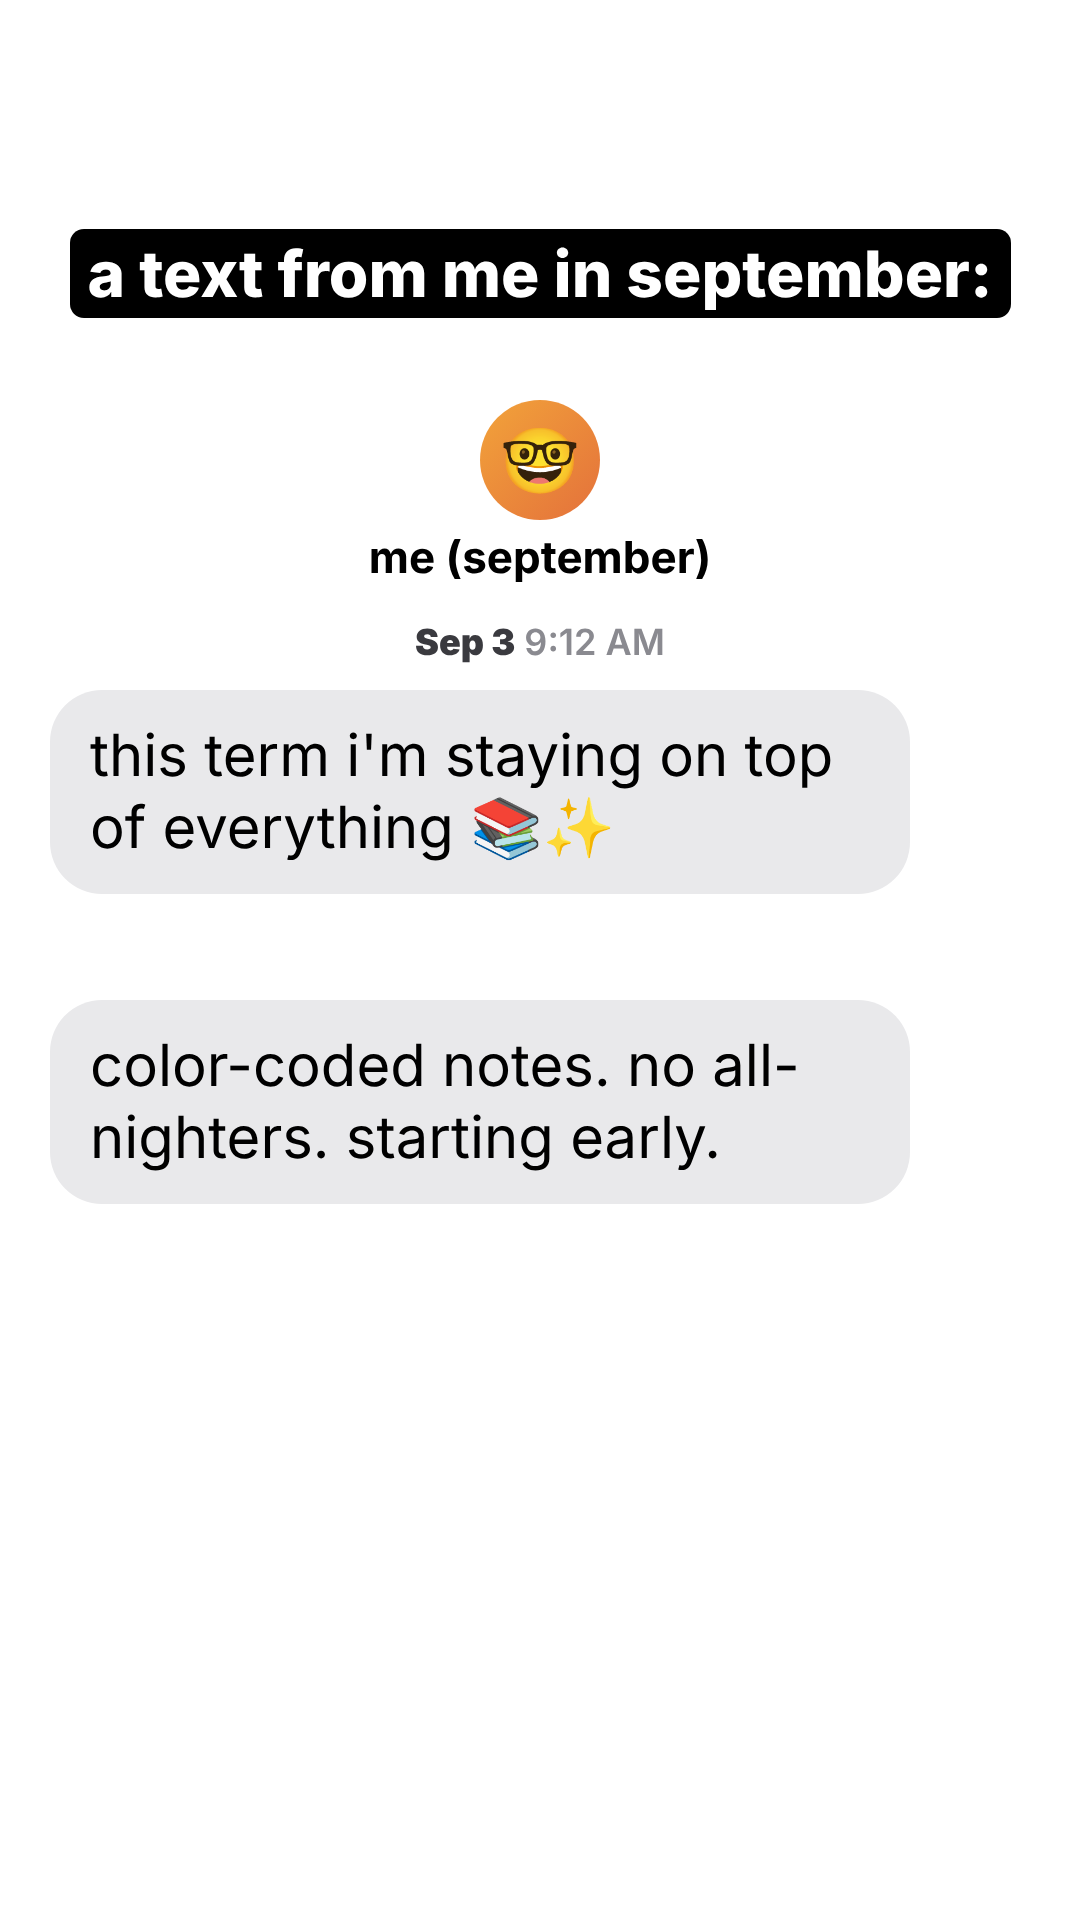 a text from me in september:
me (september)
Sep 3 9:12 AM
this term i'm staying on top
of everything 📚✨
color-coded notes. no all-
nighters. starting early.